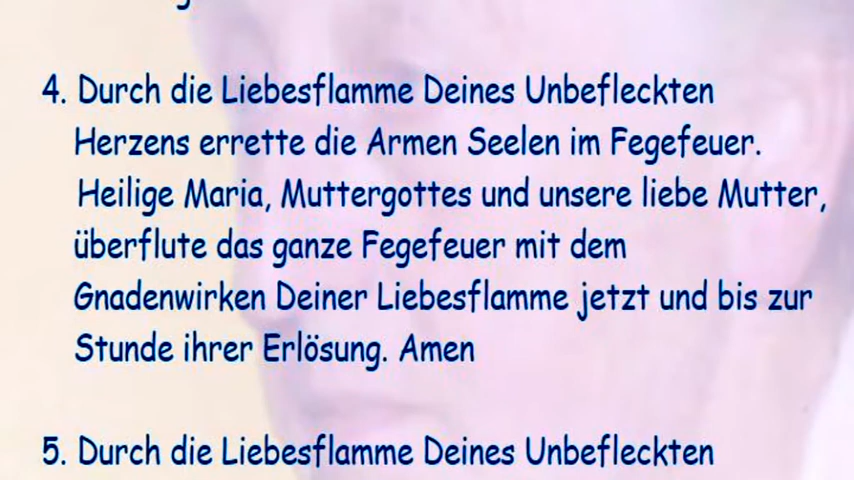 4. Durch die Liebesflamme Deines Unbefleckten
Herzens errette die Armen Seelen im Fegefeuer.
Heilige Maria, Muttergottes und unsere liebe Mutter,
überflute das ganze Fegefeuer mit dem
Gnadenwirken Deiner Liebesflamme jetzt und bis zur
Stunde ihrer Erlösung. Amen
5. Durch die Liebesflamme Deines Unbefleckten